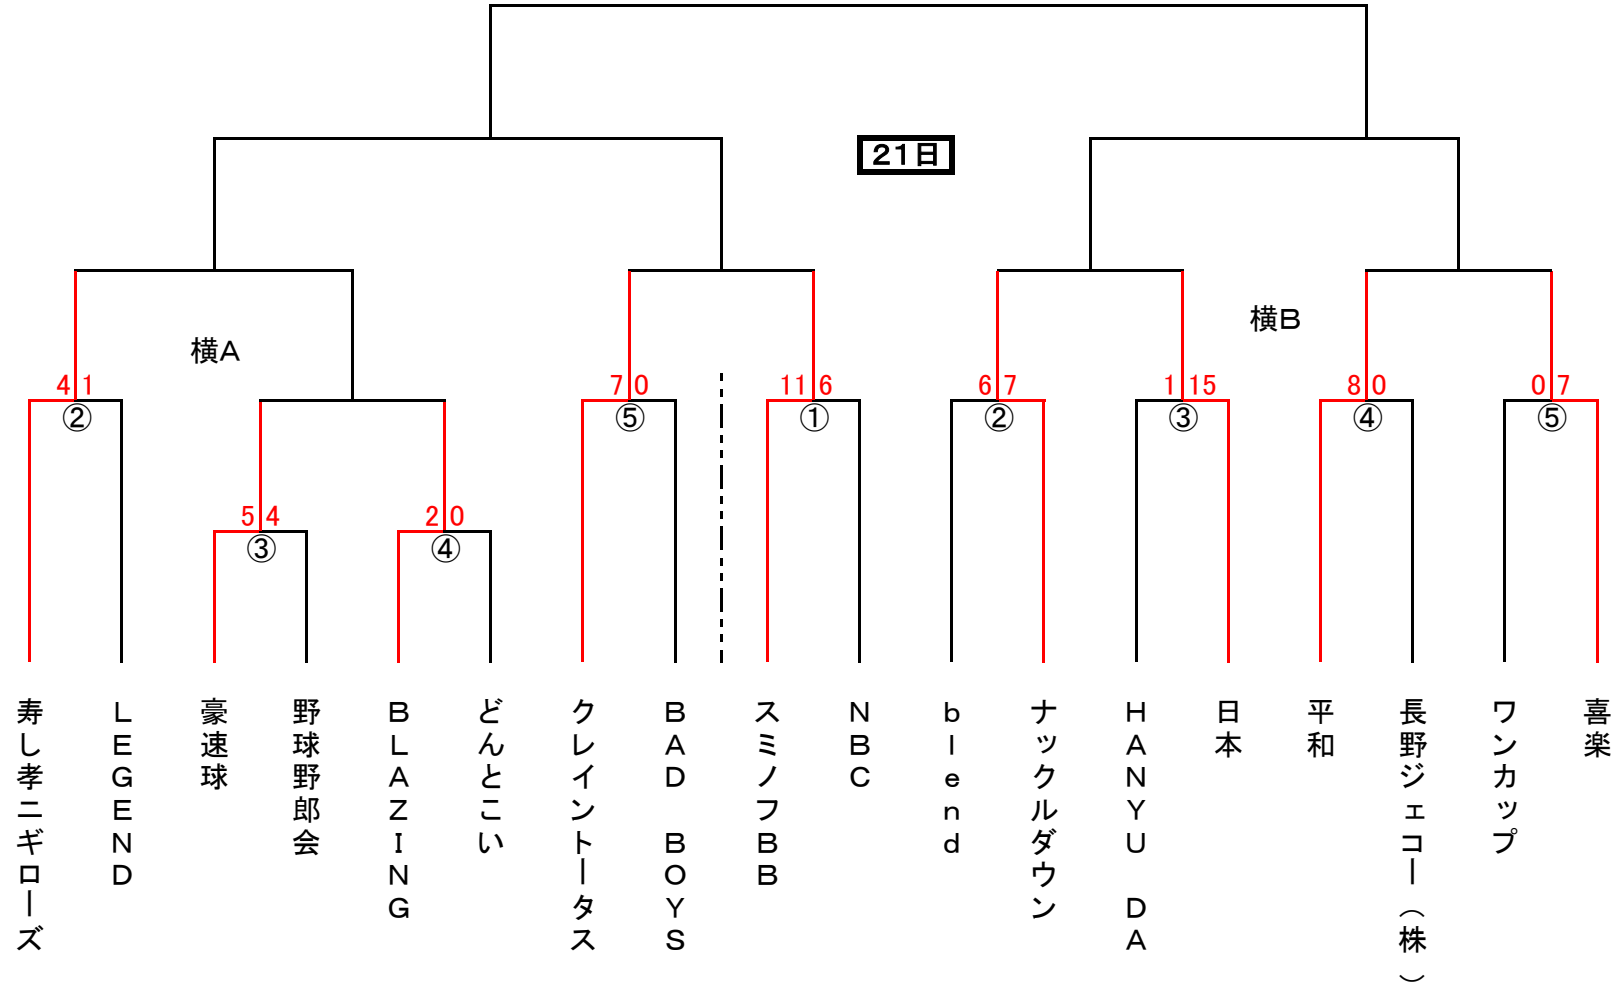 21日
横A
横B
4 1
②
7 0
⑤
11 6
①
6 7
②
1 15
③
8 0
④
0 7
⑤
5 4
③
2 0
④
寿し孝ニギローズ
LEGEND
豪速球
野球野郎会
BLAZING
どんとこい
クレイントータス
BAD BOYS
スミノフBB
NBC
blend
ナックルダウン
HANYU DA
日本
平和
長野ジェコー(株)
ワンカップ
喜楽